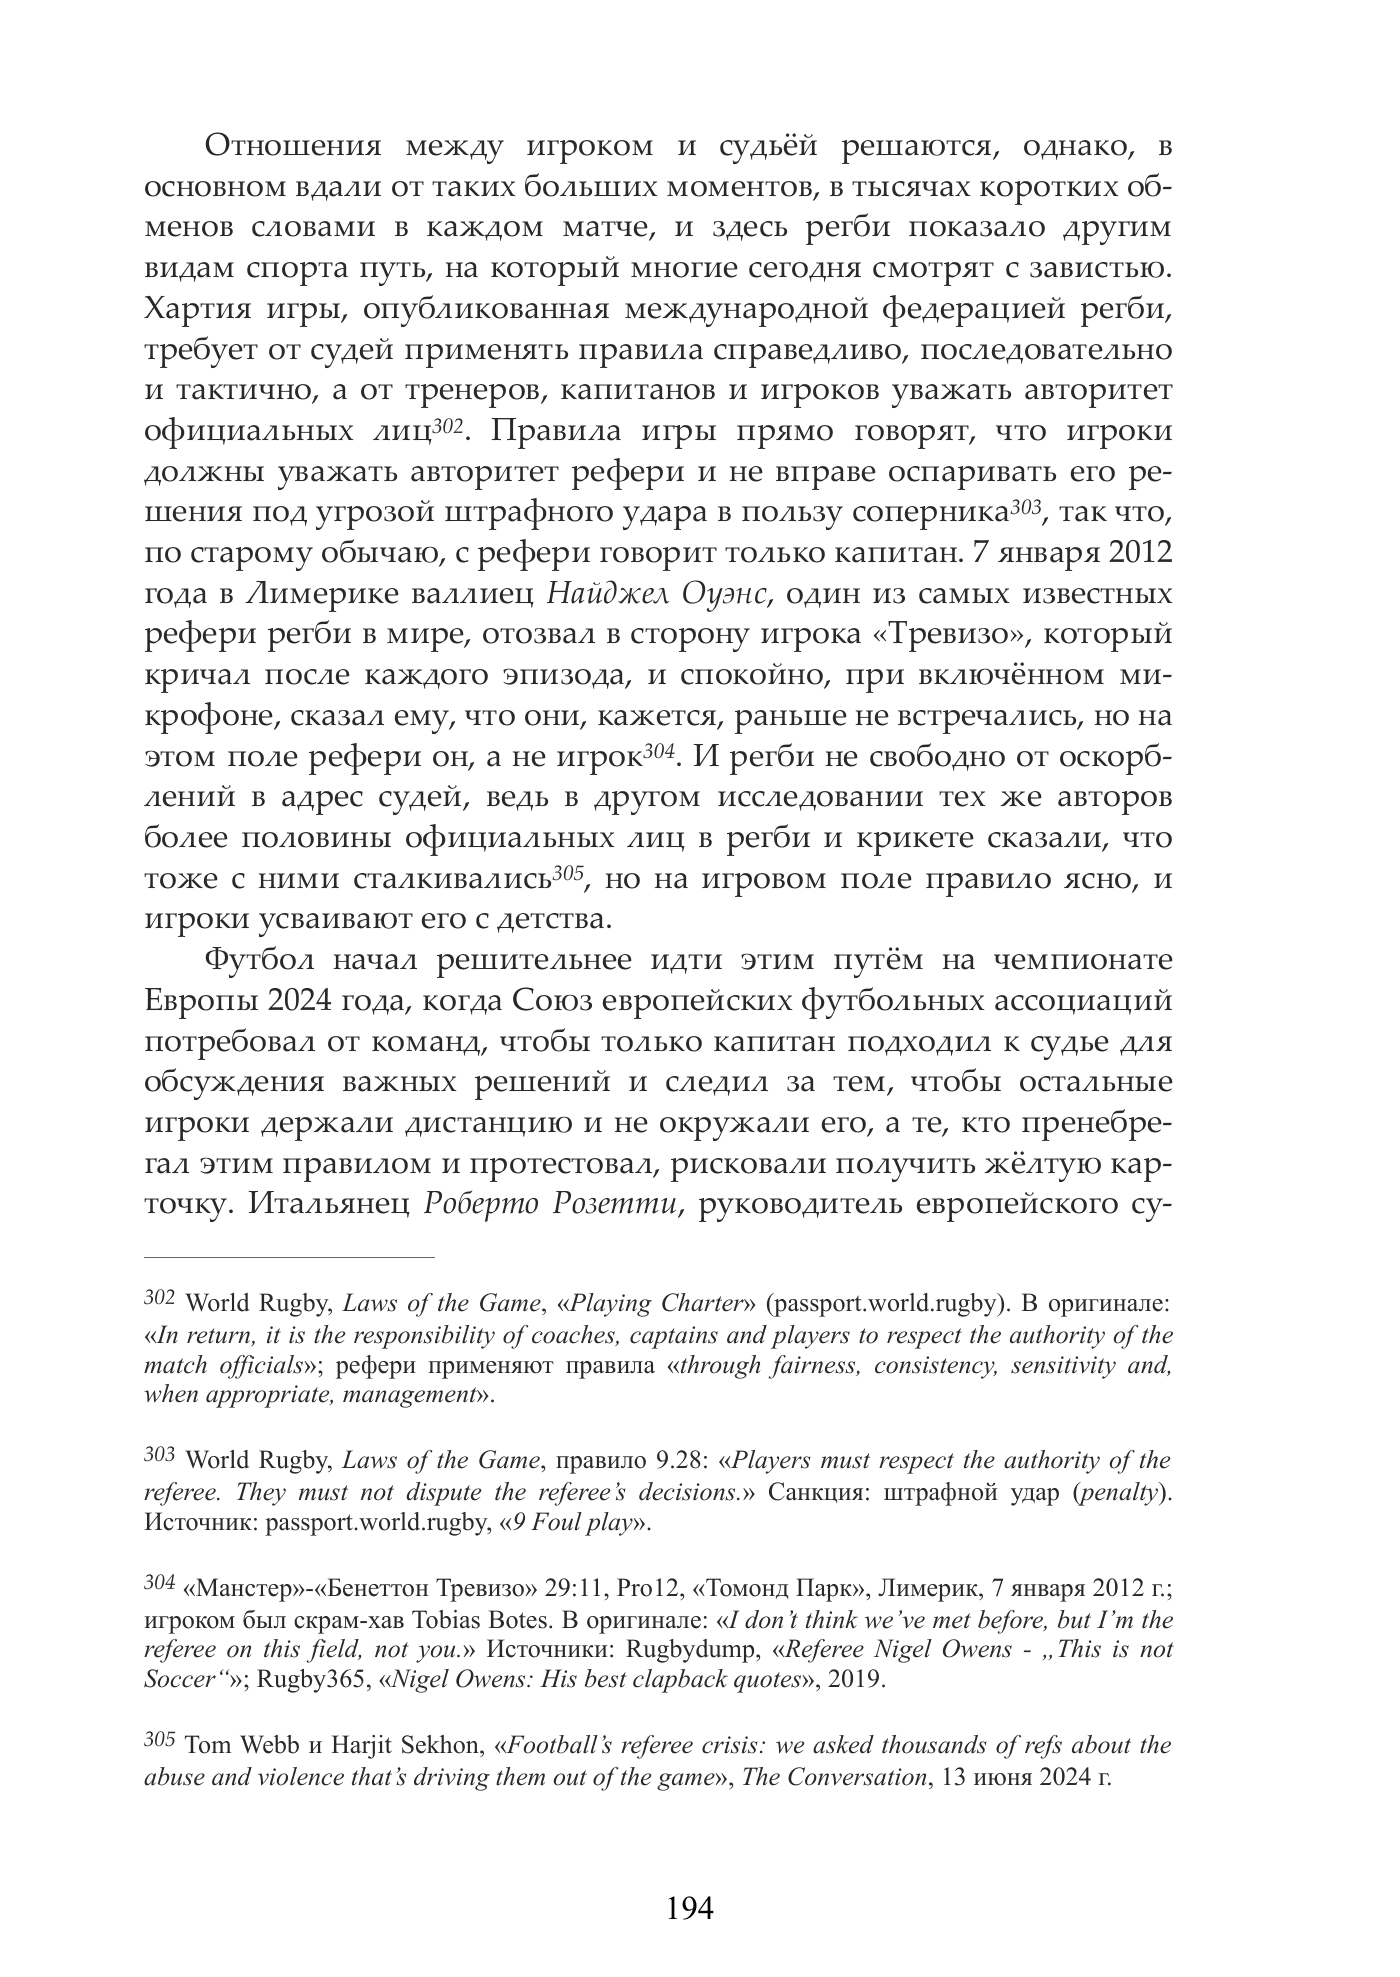 Отношения между игроком и судьёй решаются, однако, в
основном вдали от таких больших моментов, в тысячах коротких об-
менов словами в каждом матче, и здесь регби показало другим
видам спорта путь, на который многие сегодня смотрят с завистью.
Хартия игры, опубликованная международной федерацией регби,
требует от судей применять правила справедливо, последовательно
и тактично, а от тренеров, капитанов и игроков уважать авторитет
официальных лиц302. Правила игры прямо говорят, что игроки
должны уважать авторитет рефери и не вправе оспаривать его ре-
шения под угрозой штрафного удара в пользу соперника303, так что,
по старому обычаю, с рефери говорит только капитан. 7 января 2012
года в Лимерике валлиец Найджел Оуэнс, один из самых известных
рефери регби в мире, отозвал в сторону игрока «Тревизо», который
кричал после каждого эпизода, и спокойно, при включённом ми-
крофоне, сказал ему, что они, кажется, раньше не встречались, но на
этом поле рефери он, а не игрок304. И регби не свободно от оскорб-
лений в адрес судей, ведь в другом исследовании тех же авторов
более половины официальных лиц в регби и крикете сказали, что
тоже с ними сталкивались305, но на игровом поле правило ясно, и
игроки усваивают его с детства.
Футбол начал решительнее идти этим путём на чемпионате
Европы 2024 года, когда Союз европейских футбольных ассоциаций
потребовал от команд, чтобы только капитан подходил к судье для
обсуждения важных решений и следил за тем, чтобы остальные
игроки держали дистанцию и не окружали его, а те, кто пренебре-
гал этим правилом и протестовал, рисковали получить жёлтую кар-
точку. Итальянец Роберто Розетти, руководитель европейского су-
302 World Rugby, Laws of the Game, «Playing Charter» (passport.world.rugby). В оригинале:
«In return, it is the responsibility of coaches, captains and players to respect the authority of the
match officials»; рефери применяют правила «through fairness, consistency, sensitivity and,
when appropriate, management».
303 World Rugby, Laws of the Game, правило 9.28: «Players must respect the authority of the
referee. They must not dispute the referee’s decisions.» Санкция: штрафной удар (penalty).
Источник: passport.world.rugby, «9 Foul play».
304 «Манстер»-«Бенеттон Тревизо» 29:11, Pro12, «Томонд Парк», Лимерик, 7 января 2012 г.;
игроком был скрам-хав Tobias Botes. В оригинале: «I don’t think we’ve met before, but I’m the
referee on this field, not you.» Источники: Rugbydump, «Referee Nigel Owens - „This is not
Soccer“»; Rugby365, «Nigel Owens: His best clapback quotes», 2019.
305 Tom Webb и Harjit Sekhon, «Football’s referee crisis: we asked thousands of refs about the
abuse and violence that’s driving them out of the game», The Conversation, 13 июня 2024 г.
194